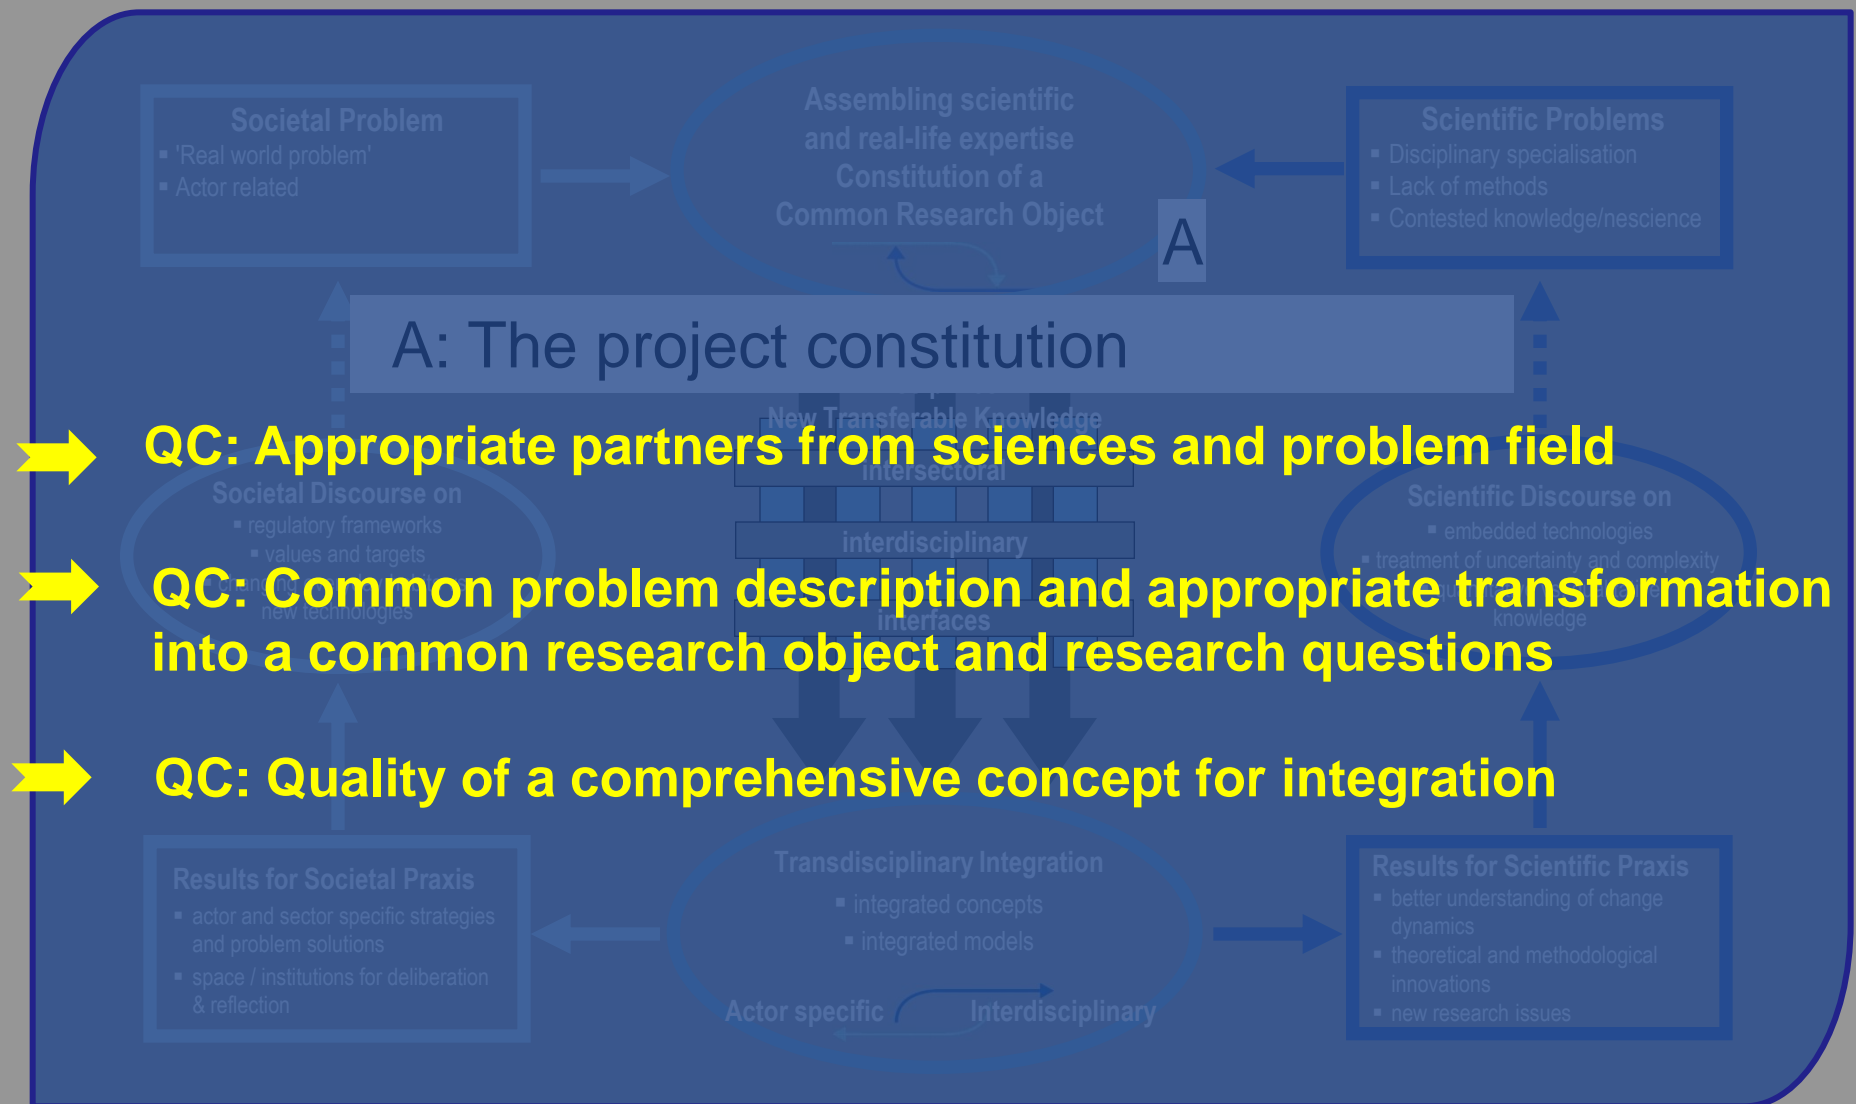 Societal Problem
▪ 'Real world problem'
▪ Actor related
Assembling scientific
and real-life expertise
Constitution of a
Common Research Object
Scientific Problems
▪ Disciplinary specialisation
▪ Lack of methods
▪ Contested knowledge/nescience
A
A: The project constitution
New Transferable Knowledge
QC: Appropriate partners from sciences and problem field
intersectoral
Societal Discourse on
▪ regulatory frameworks
▪ values and targets
new technologies
interdisciplinary
interfaces
Scientific Discourse on
▪ embedded technologies
▪ treatment of uncertainty and complexity
knowledge
QC: Common problem description and appropriate transformation
into a common research object and research questions
QC: Quality of a comprehensive concept for integration
Results for Societal Praxis
▪ actor and sector specific strategies
and problem solutions
▪ space / institutions for deliberation
& reflection
Transdisciplinary Integration
▪ integrated concepts
▪ integrated models
Actor specific
Interdisciplinary
Results for Scientific Praxis
▪ better understanding of change
dynamics
▪ theoretical and methodological
innovations
▪ new research issues